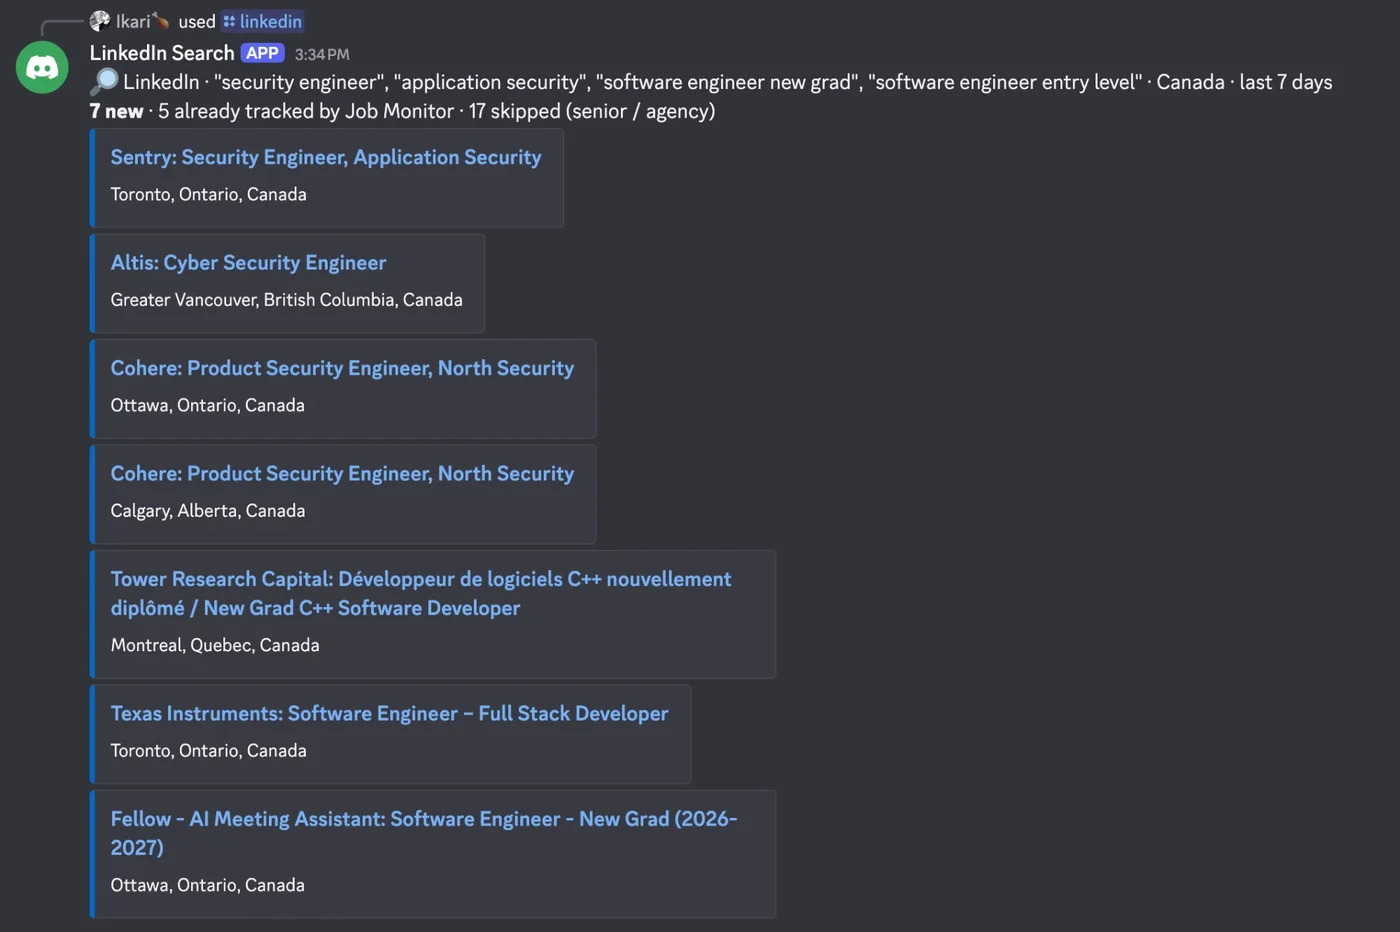 Ikari🍗 used linkedin
LinkedIn Search APP 3:34 PM
🔎 LinkedIn · "security engineer", "application security", "software engineer new grad", "software engineer entry level" · Canada · last 7 days
7 new · 5 already tracked by Job Monitor · 17 skipped (senior / agency)
Sentry: Security Engineer, Application Security
Toronto, Ontario, Canada
Altis: Cyber Security Engineer
Greater Vancouver, British Columbia, Canada
Cohere: Product Security Engineer, North Security
Ottawa, Ontario, Canada
Cohere: Product Security Engineer, North Security
Calgary, Alberta, Canada
Tower Research Capital: Développeur de logiciels C++ nouvellement
diplômé / New Grad C++ Software Developer
Montreal, Quebec, Canada
Texas Instruments: Software Engineer – Full Stack Developer
Toronto, Ontario, Canada
Fellow - AI Meeting Assistant: Software Engineer - New Grad (2026-
2027)
Ottawa, Ontario, Canada